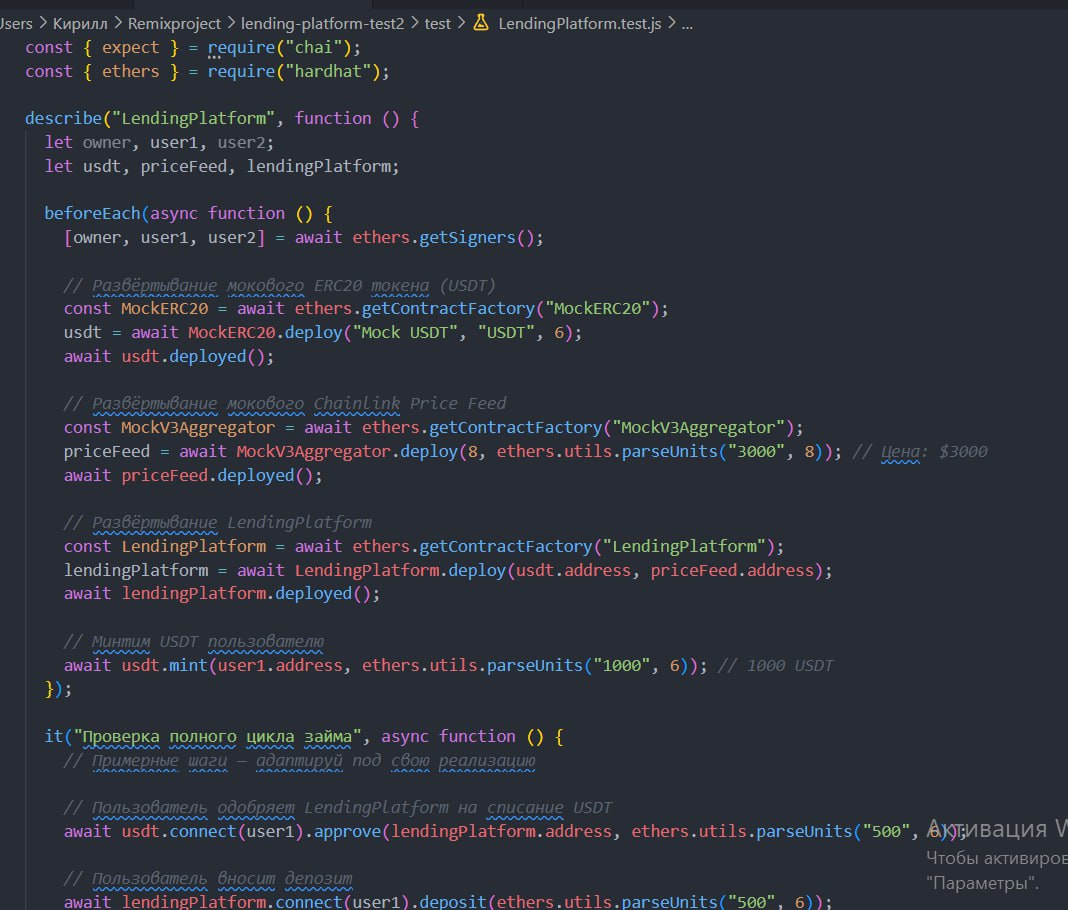 Users > Кирилл > Remixproject > lending-platform-test2 > test > LendingPlatform.test.js > ...
const { expect } = require("chai");
const { ethers } = require("hardhat");
describe("LendingPlatform", function () {
let owner, user1, user2;
let usdt, priceFeed, lendingPlatform;
beforeEach(async function () {
[owner, user1, user2] = await ethers.getSigners();
// Развёртывание мокового ERC20 токена (USDT)
const MockERC20 = await ethers.getContractFactory("MockERC20");
usdt = await MockERC20.deploy("Mock USDT", "USDT", 6);
await usdt.deployed();
// Развёртывание мокового Chainlink Price Feed
const MockV3Aggregator = await ethers.getContractFactory("MockV3Aggregator");
priceFeed = await MockV3Aggregator.deploy(8, ethers.utils.parseUnits("3000", 8)); // Цена: $3000
await priceFeed.deployed();
// Развёртывание LendingPlatform
const LendingPlatform = await ethers.getContractFactory("LendingPlatform");
lendingPlatform = await LendingPlatform.deploy(usdt.address, priceFeed.address);
await lendingPlatform.deployed();
// Минтим USDT пользователю
await usdt.mint(user1.address, ethers.utils.parseUnits("1000", 6)); // 1000 USDT
});
it("Проверка полного цикла займа", async function () {
// Примерные шаги — адаптируй под свою реализацию
// Пользователь одобряет LendingPlatform на списание USDT
await usdt.connect(user1).approve(lendingPlatform.address, ethers.utils.parseUnits("500", 6));
Активация W
Чтобы активиров
"Параметры".
// Пользователь вносит депозит
await lendingPlatform.connect(user1).deposit(ethers.utils.parseUnits("500", 6));